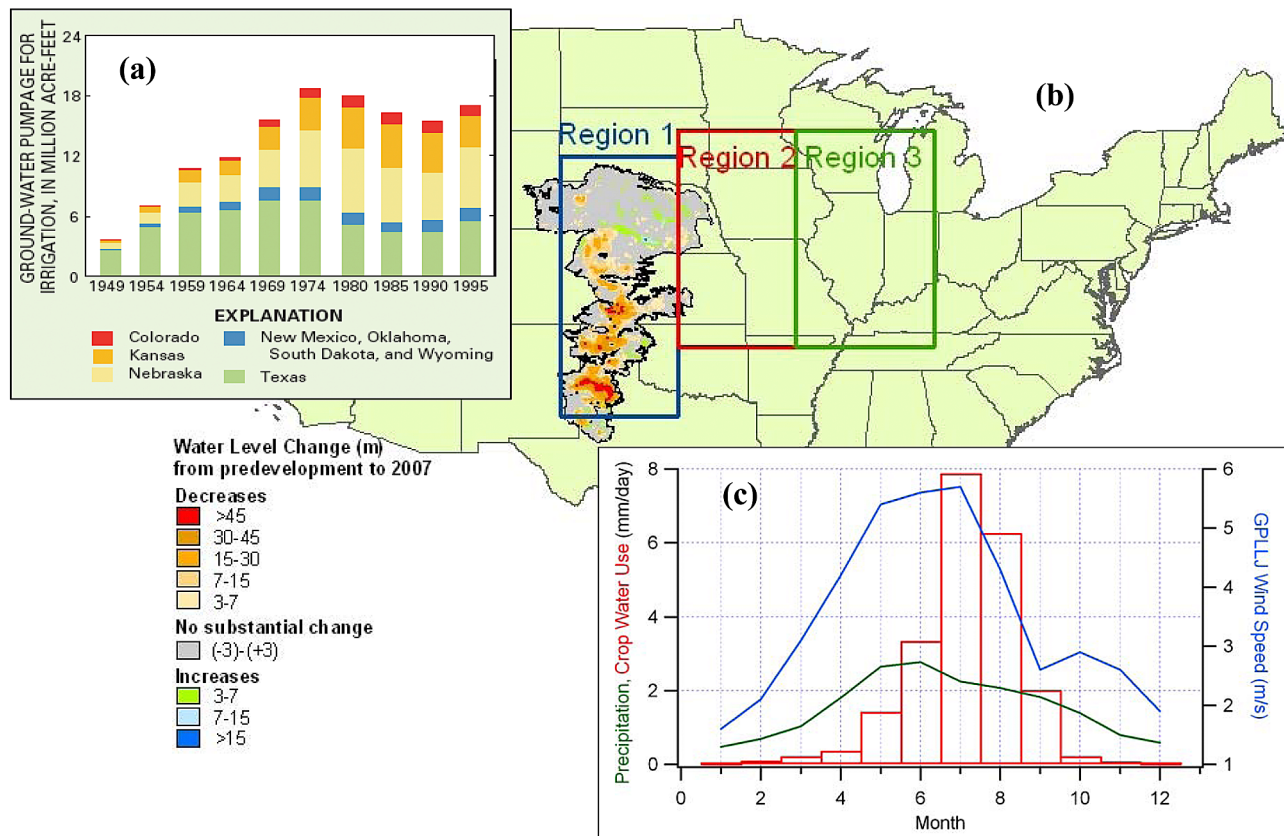 GROUND-WATER PUMPAGE FOR
IRRIGATION, IN MILLION ACRE-FEET
24
18
12
6
0
(a)
1949 1954 1959 1964 1969 1974 1980 1985 1990 1995
EXPLANATION
Colorado
Kansas
Nebraska
New Mexico, Oklahoma,
South Dakota, and Wyoming
Texas
(b)
Region 1
Region 2
Region 3
Water Level Change (m)
from predevelopment to 2007
Decreases
>45
30-45
15-30
7-15
3-7
No substantial change
(-3)-(+3)
Increases
3-7
7-15
>15
(c)
Precipitation, Crop Water Use (mm/day)
8
6
4
2
0
GPLLJ Wind Speed (m/s)
6
5
4
3
2
1
0 2 4 6 8 10 12
Month